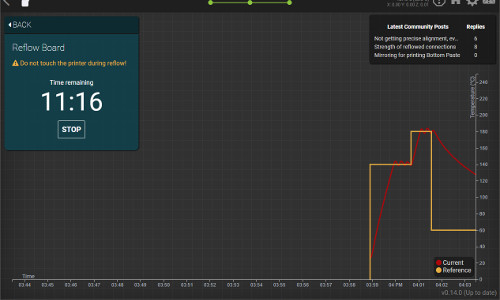 BACK
Reflow Board
Do not touch the printer during reflow!
Time remaining
11:16
STOP
Latest Community Posts Replies
Not getting precise alignment, ev... 6
Strength of reflowed connections 8
Mirroring for printing Bottom Paste 0
Temperature (°C)
240
220
200
180
160
140
120
100
80
60
40
20
0
Current
Reference
Time
03:44 03:45 03:46 03:47 03:48 03:49 03:50 03:51 03:52 03:53 03:54 03:55 03:56 03:57 03:58 03:59 04 PM 04:01 04:02 04:03
v0.14.0 (Up to date)